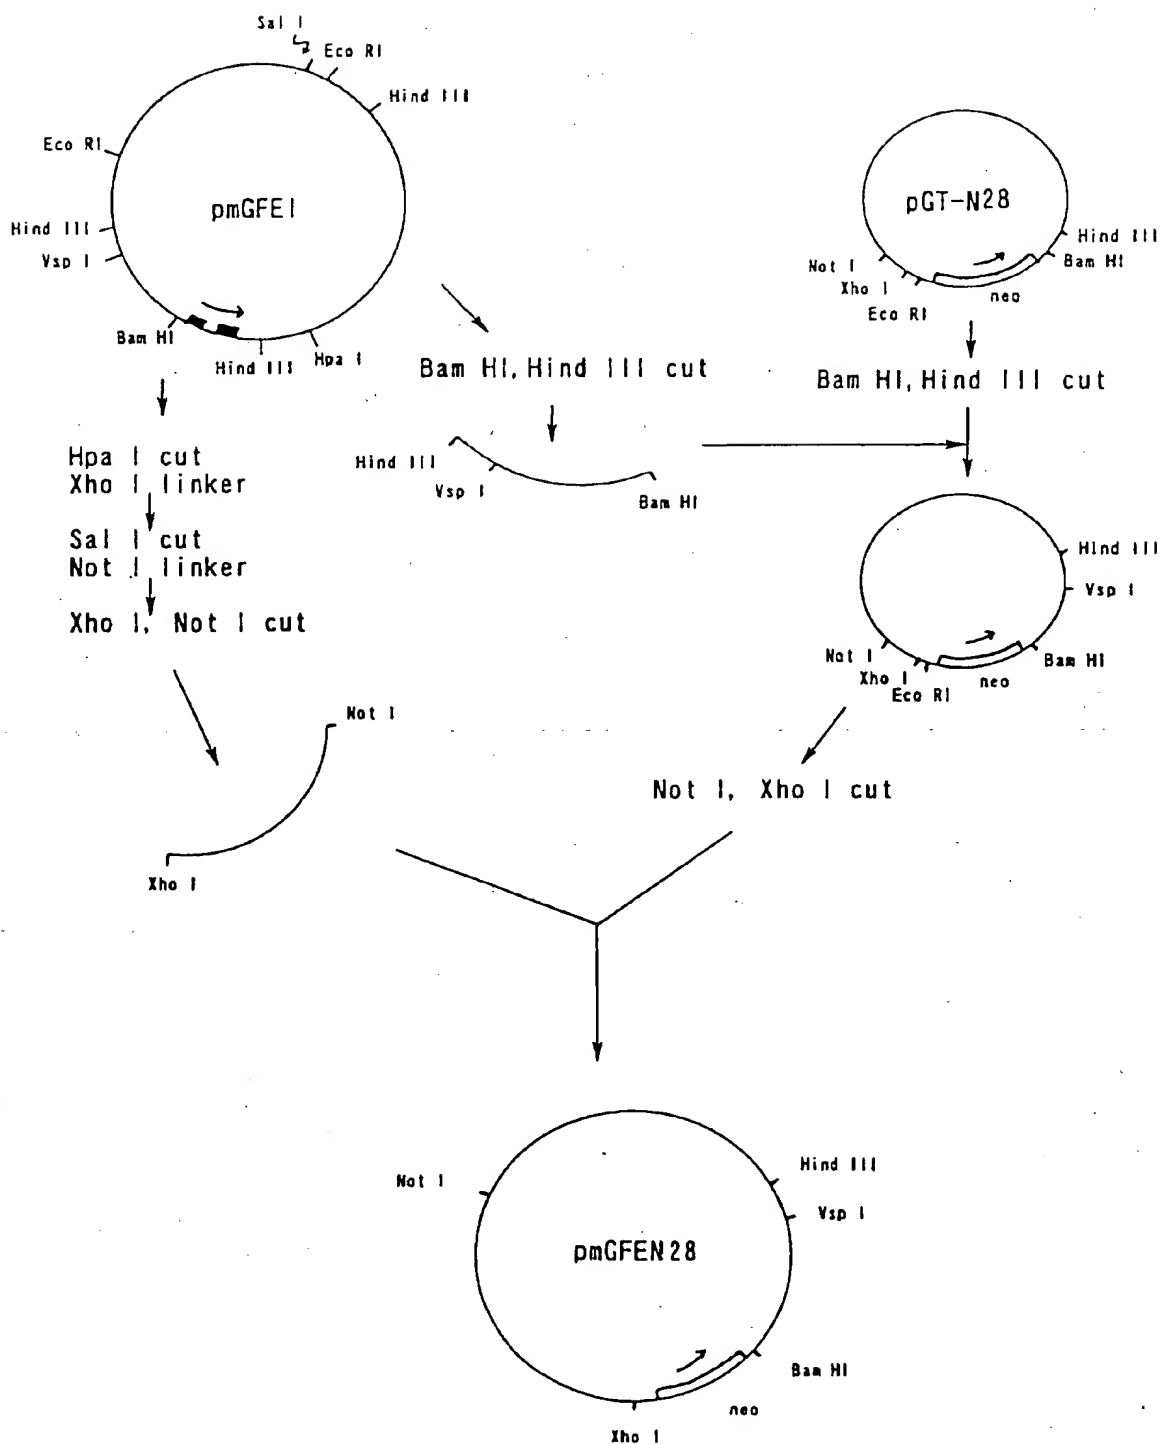 Sal I
Eco RI
Hind III
Eco RI
pmGFE1
Hind III
Vsp I
Bam HI
Hind III
Hpa I
pGT-N28
Hind III
Bam HI
Not I
Xho I
Eco RI
neo
Bam HI, Hind III cut
Bam HI, Hind III cut
Hpa I cut
Xho I linker
Sal I cut
Not I linker
Xho I, Not I cut
Hind III
Vsp I
Bam HI
Hind III
Vsp I
Not I
Xho I
Eco RI
neo
Bam HI
Not I
Xho I
Not I, Xho I cut
Not I
Hind III
Vsp I
pmGFEN28
Bam HI
neo
Xho I